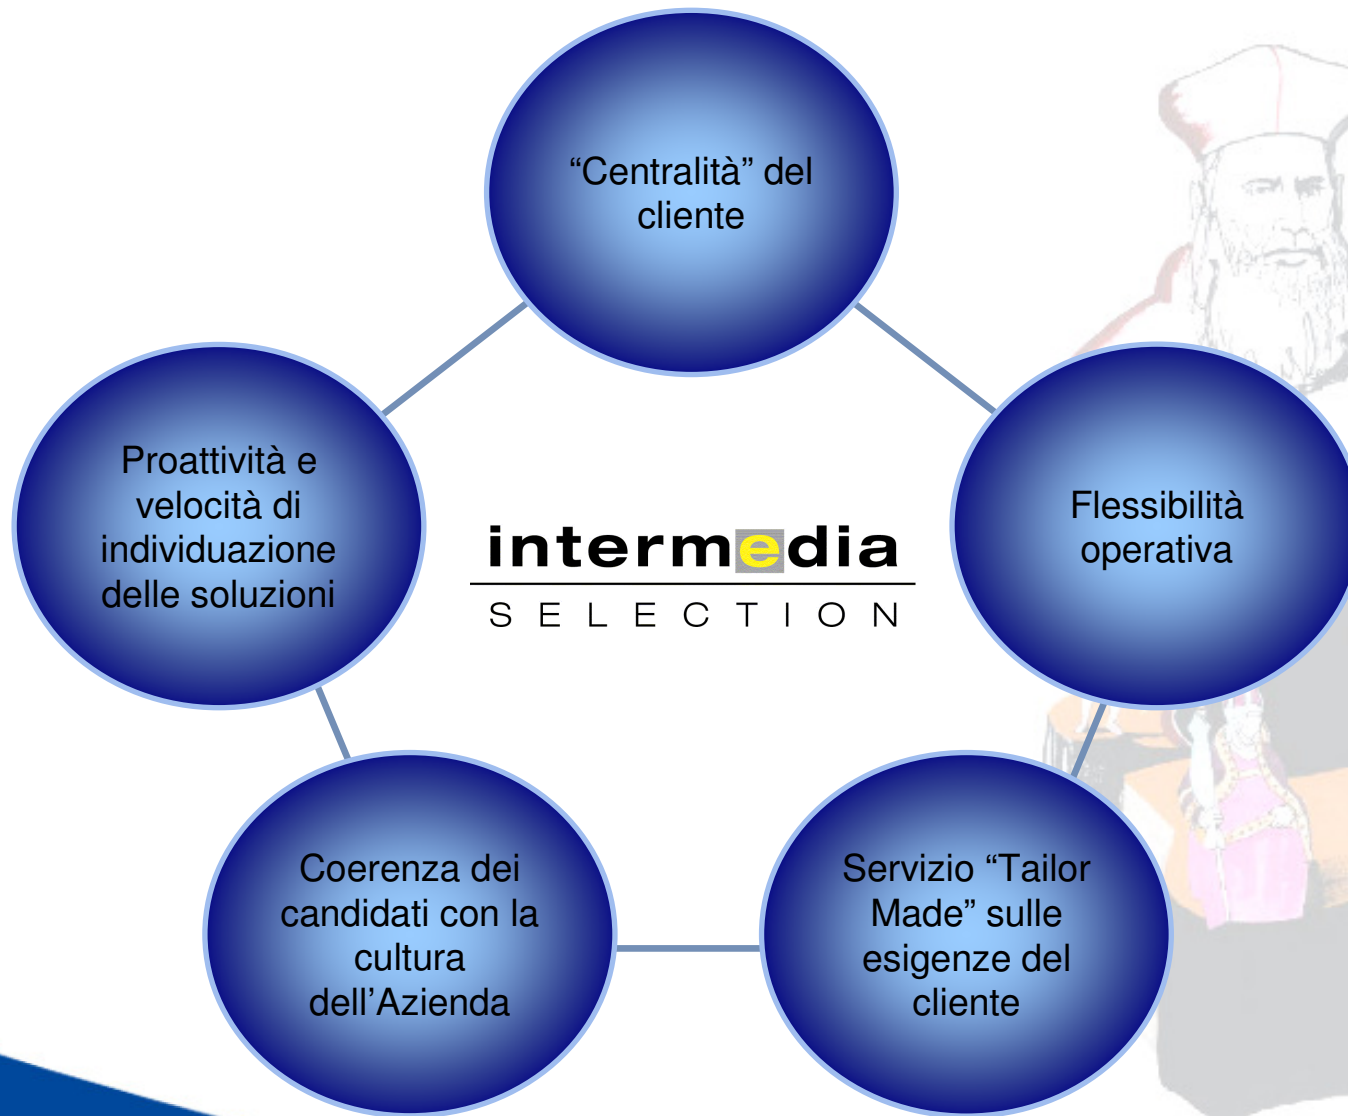 “Centralità” del
cliente
Proattività e
velocità di
individuazione
delle soluzioni
Flessibilità
operativa
intermedia
SELECTION
Coerenza dei
candidati con la
cultura
dell’Azienda
Servizio “Tailor
Made” sulle
esigenze del
cliente